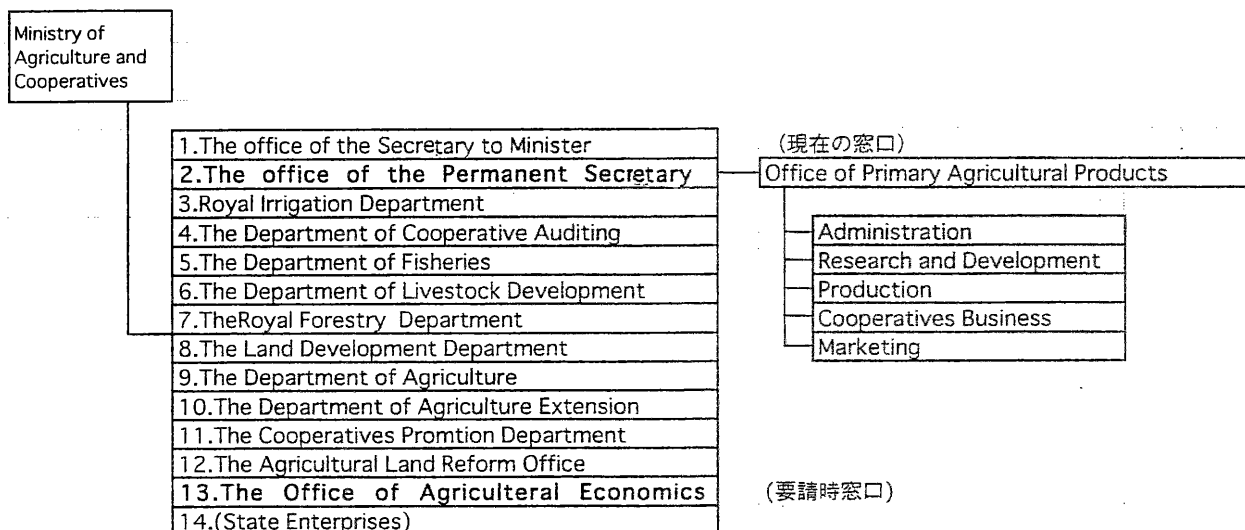 Ministry of
Agriculture and
Cooperatives
1.The office of the Secretary to Minister
2.The office of the Permanent Secretary
3.Royal Irrigation Department
4.The Department of Cooperative Auditing
5.The Department of Fisheries
6.The Department of Livestock Development
7.TheRoyal Forestry Department
8.The Land Development Department
9.The Department of Agriculture
10.The Department of Agriculture Extension
11.The Cooperatives Promtion Department
12.The Agricultural Land Reform Office
13.The Office of Agriculteral Economics
14.(State Enterprises)
(現在の窓口)
Office of Primary Agricultural Products
Administration
Research and Development
Production
Cooperatives Business
Marketing
(要請時窓口)